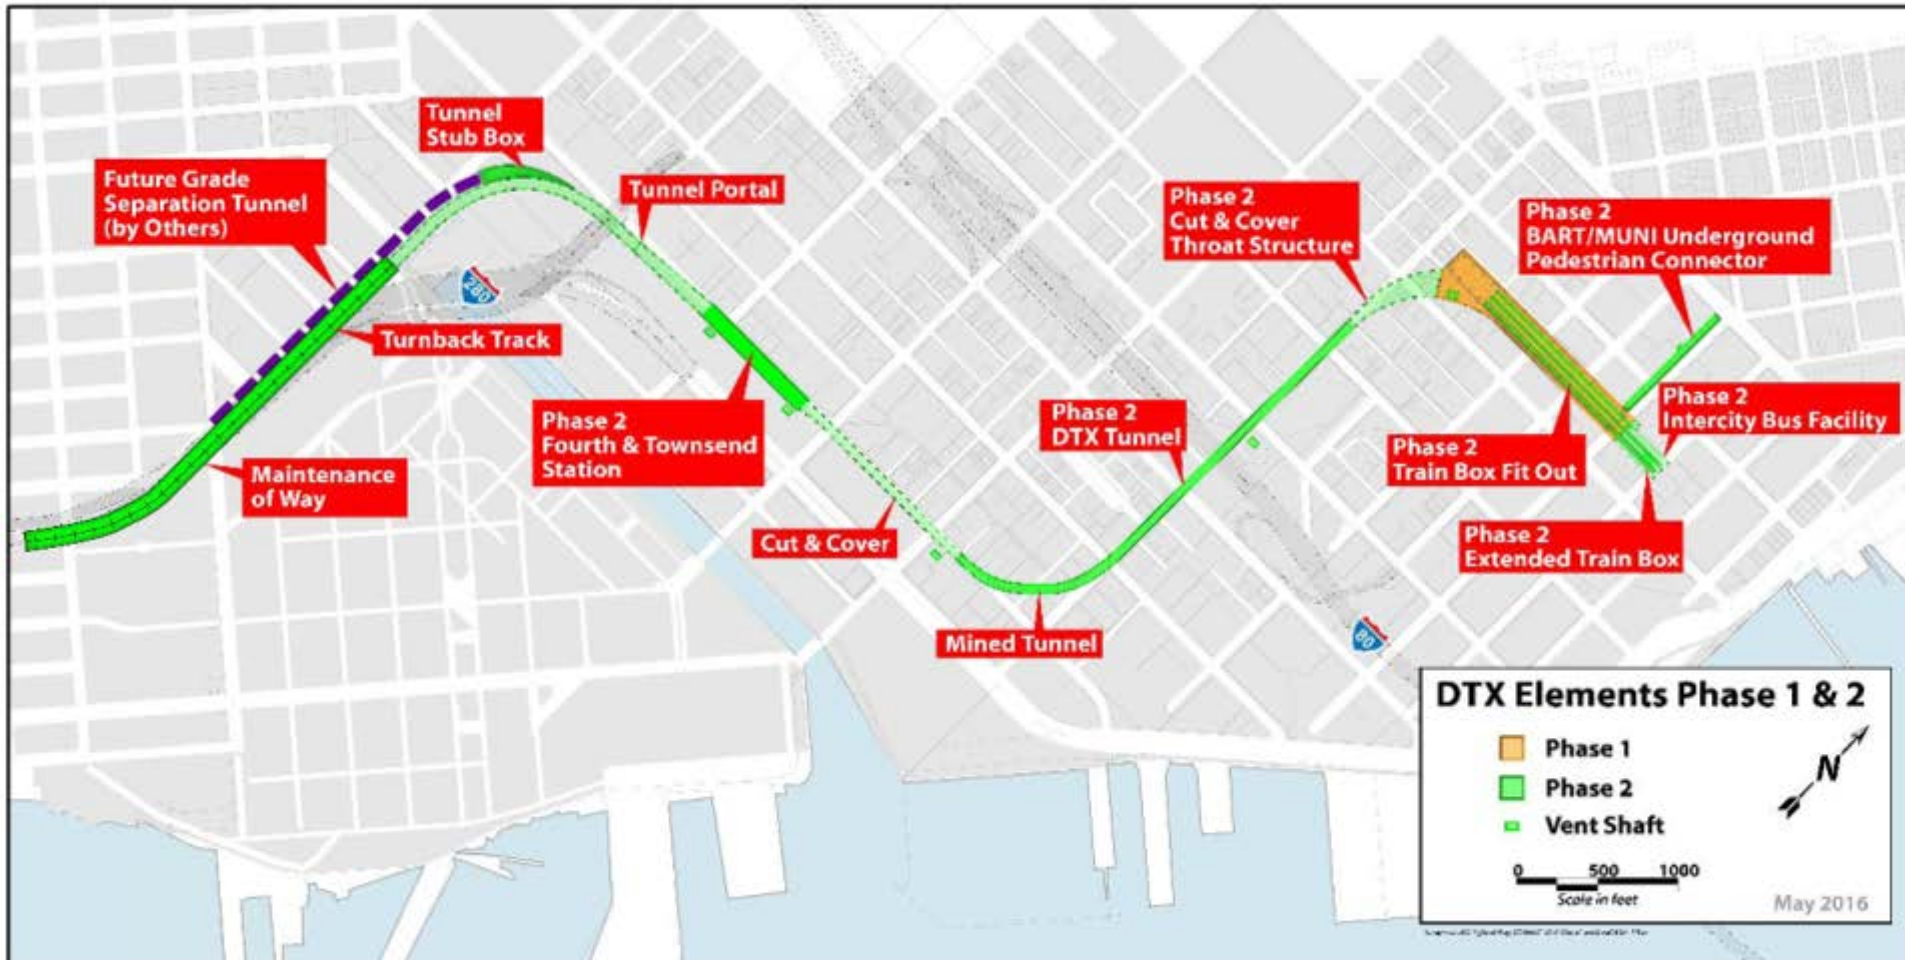 Tunnel
Stub Box
Future Grade
Separation Tunnel
(by Others)
Tunnel Portal
Phase 2
Cut & Cover
Throat Structure
Phase 2
BART/MUNI Underground
Pedestrian Connector
280
Turnback Track
Phase 2
Fourth & Townsend
Station
Phase 2
DTX Tunnel
Phase 2
Intercity Bus Facility
Phase 2
Train Box Fit Out
Maintenance
of Way
Cut & Cover
Phase 2
Extended Train Box
Mined Tunnel
80
DTX Elements Phase 1 & 2
Phase 1
Phase 2
Vent Shaft
N
0 500 1000
Scale in feet
May 2016